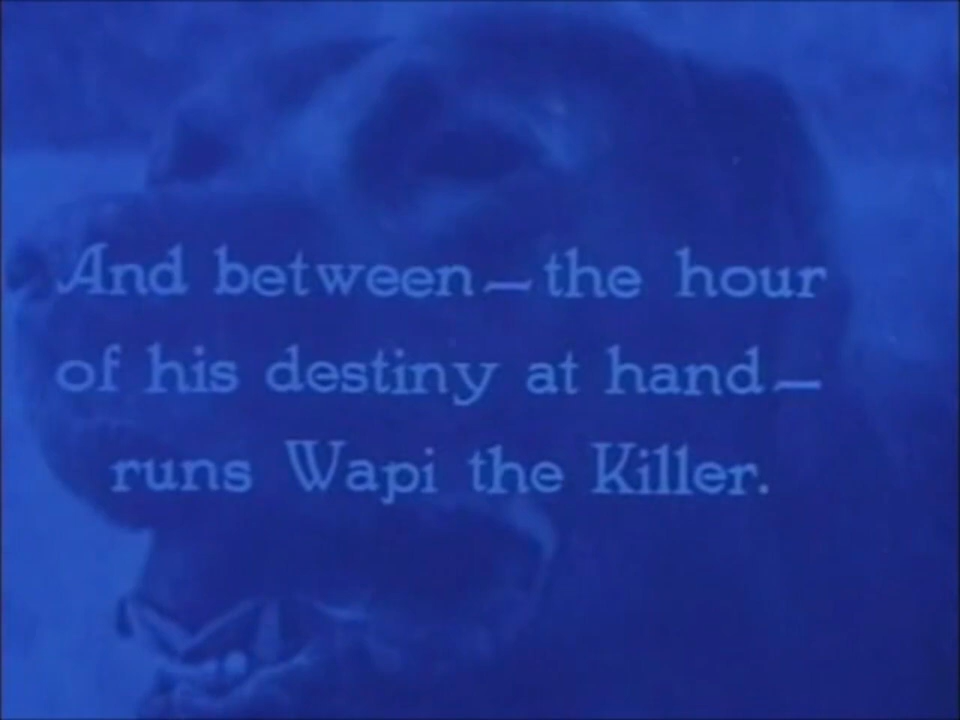 And between—the hour
of his destiny at hand—
runs Wapi the Killer.